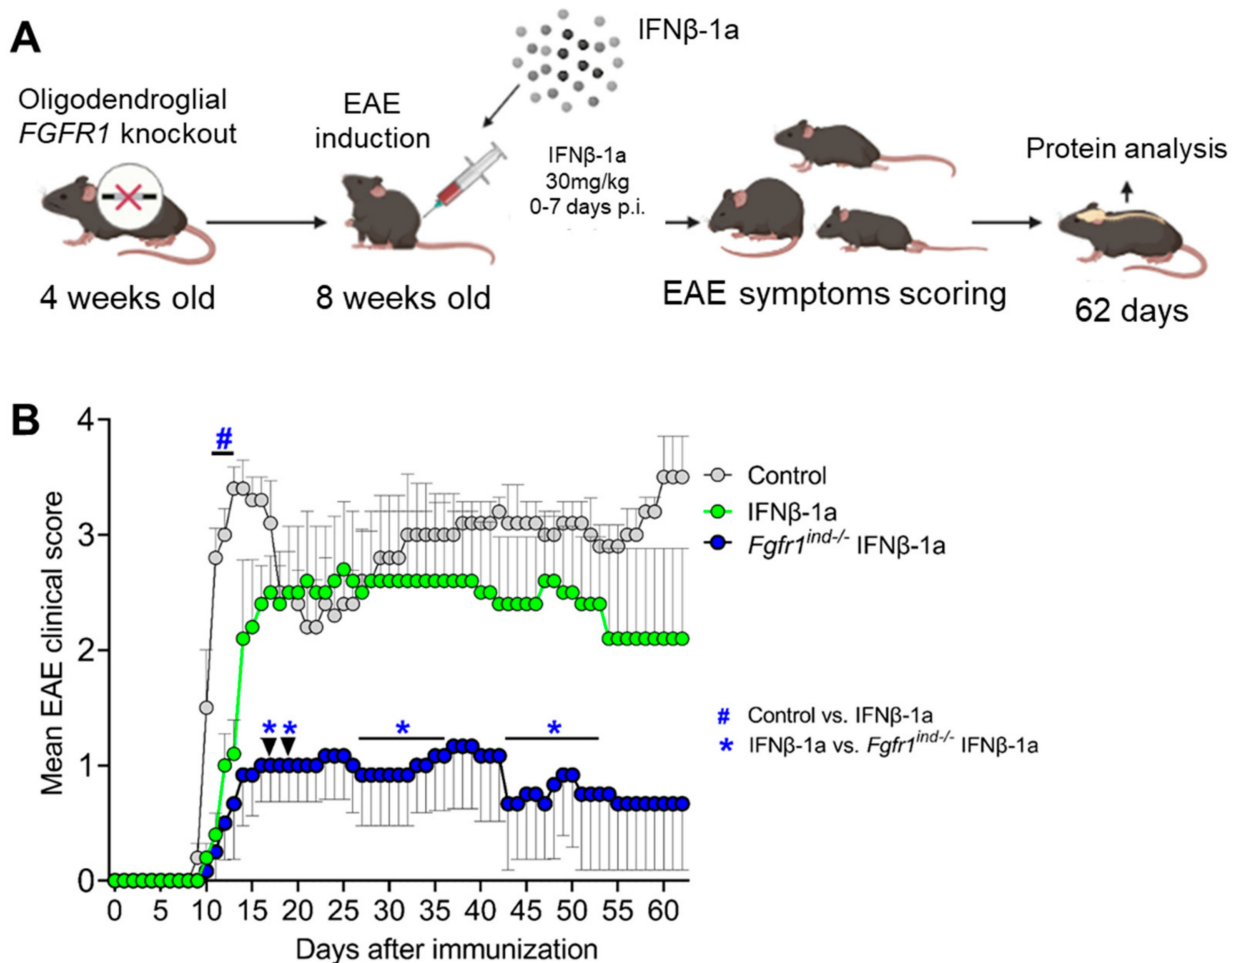 A
IFNβ-1a
Oligodendroglial
FGFR1 knockout
EAE
induction
IFNβ-1a
30mg/kg
0-7 days p.i.
Protein analysis
4 weeks old
8 weeks old
EAE symptoms scoring
62 days
B
Mean EAE clinical score
4
3
2
1
0
#
* *
*
*
Control
IFNβ-1a
Fgfr1ind-/- IFNβ-1a
# Control vs. IFNβ-1a
* IFNβ-1a vs. Fgfr1ind-/- IFNβ-1a
0 5 10 15 20 25 30 35 40 45 50 55 60
Days after immunization